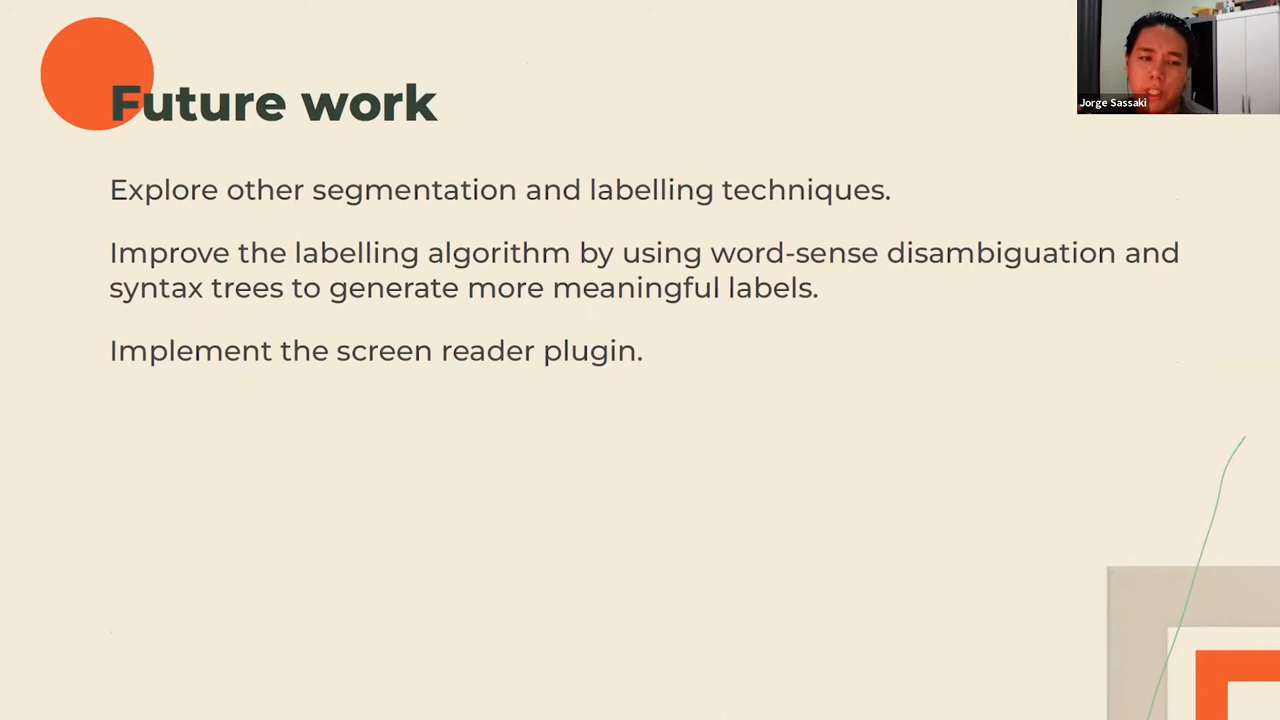 Future work
Jorge Sassaki
Explore other segmentation and labelling techniques.
Improve the labelling algorithm by using word-sense disambiguation and
syntax trees to generate more meaningful labels.
Implement the screen reader plugin.